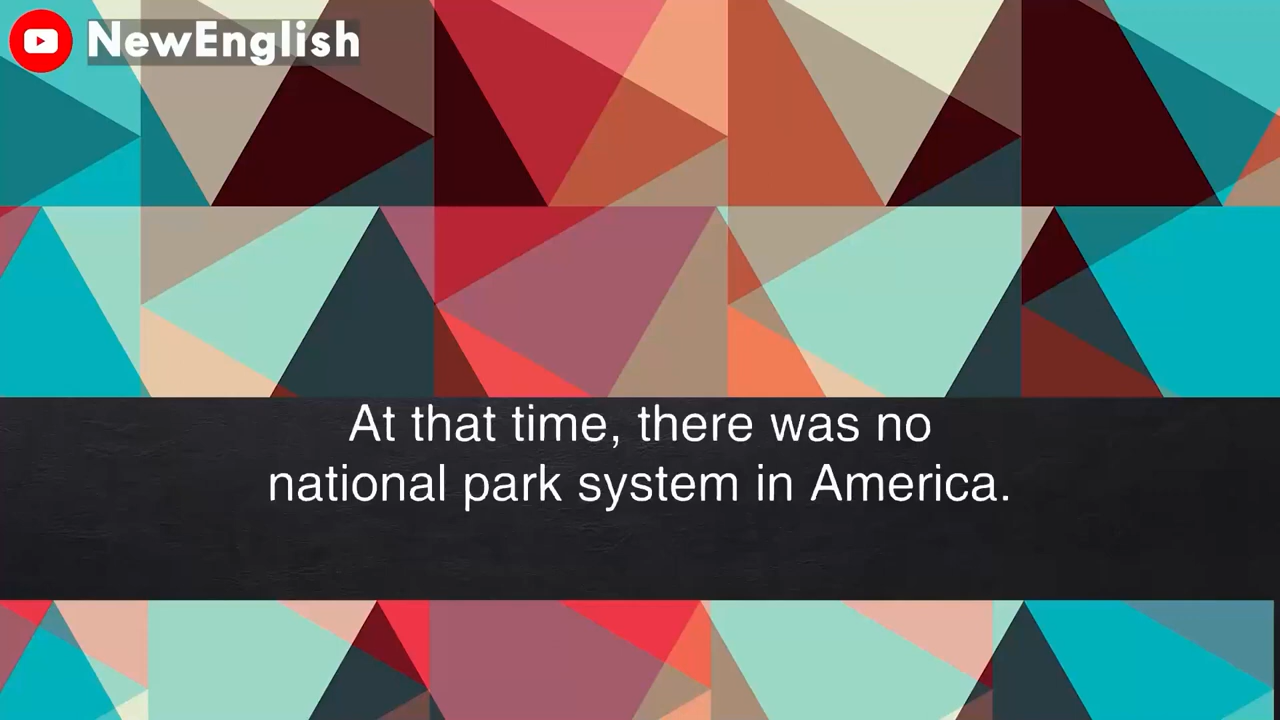 NewEnglish
At that time, there was no
national park system in America.